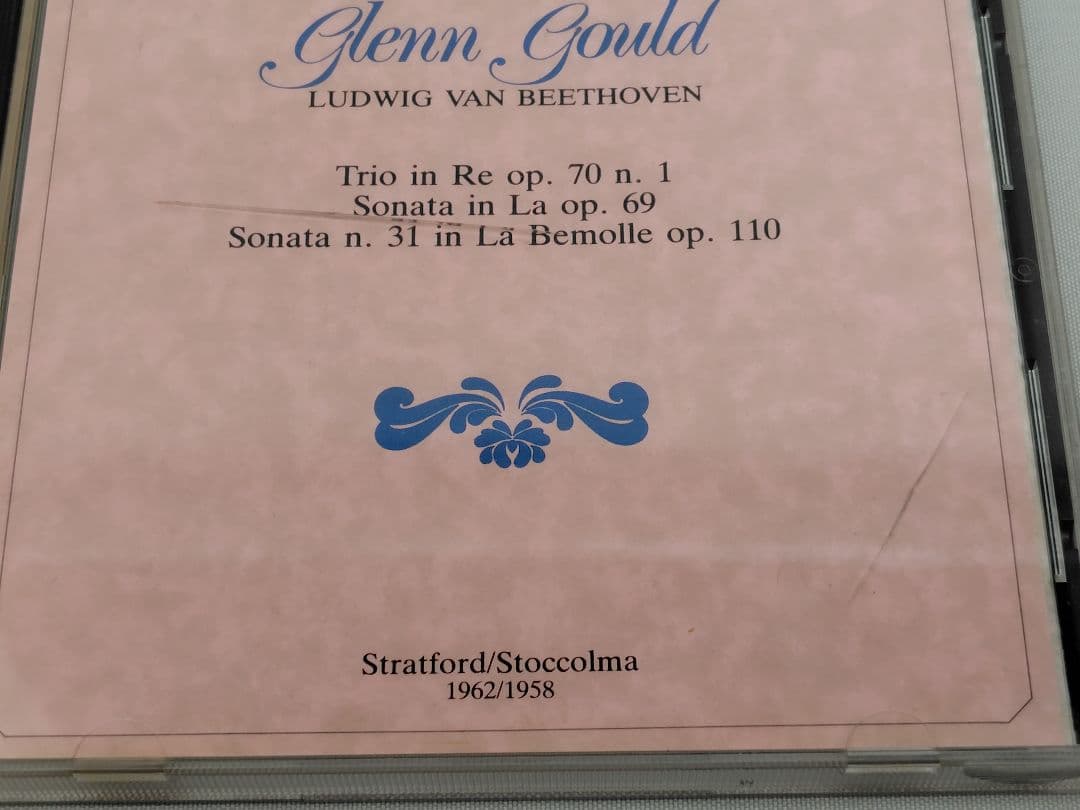 Glenn Gould
LUDWIG VAN BEETHOVEN
Trio in Re op. 70 n. 1
Sonata in La op. 69
Sonata n. 31 in La Bemolle op. 110
Stratford/Stoccolma
1962/1958